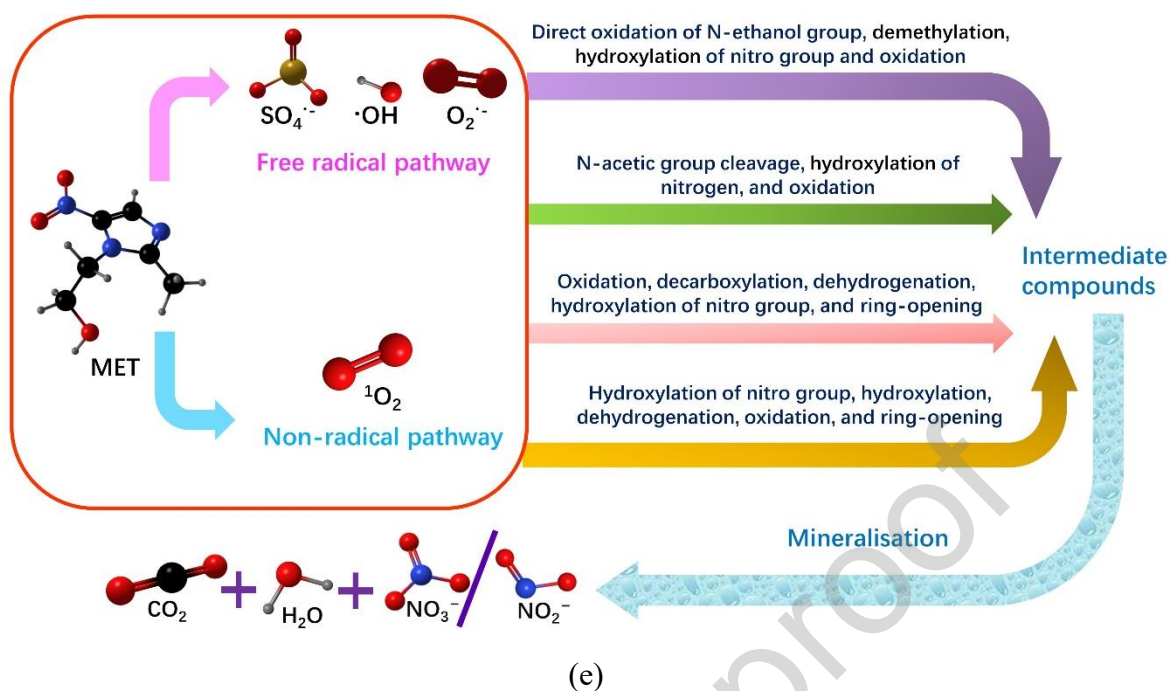 Direct oxidation of N-ethanol group, demethylation,
hydroxylation of nitro group and oxidation
SO₄·⁻
·OH
O₂·⁻
Free radical pathway
N-acetic group cleavage, hydroxylation of
nitrogen, and oxidation
MET
Intermediate
compounds
Oxidation, decarboxylation, dehydrogenation,
hydroxylation of nitro group, and ring-opening
¹O₂
Non-radical pathway
Hydroxylation of nitro group, hydroxylation,
dehydrogenation, oxidation, and ring-opening
Mineralisation
CO₂
+
H₂O
+
NO₃⁻
/
NO₂⁻
(e)
proof